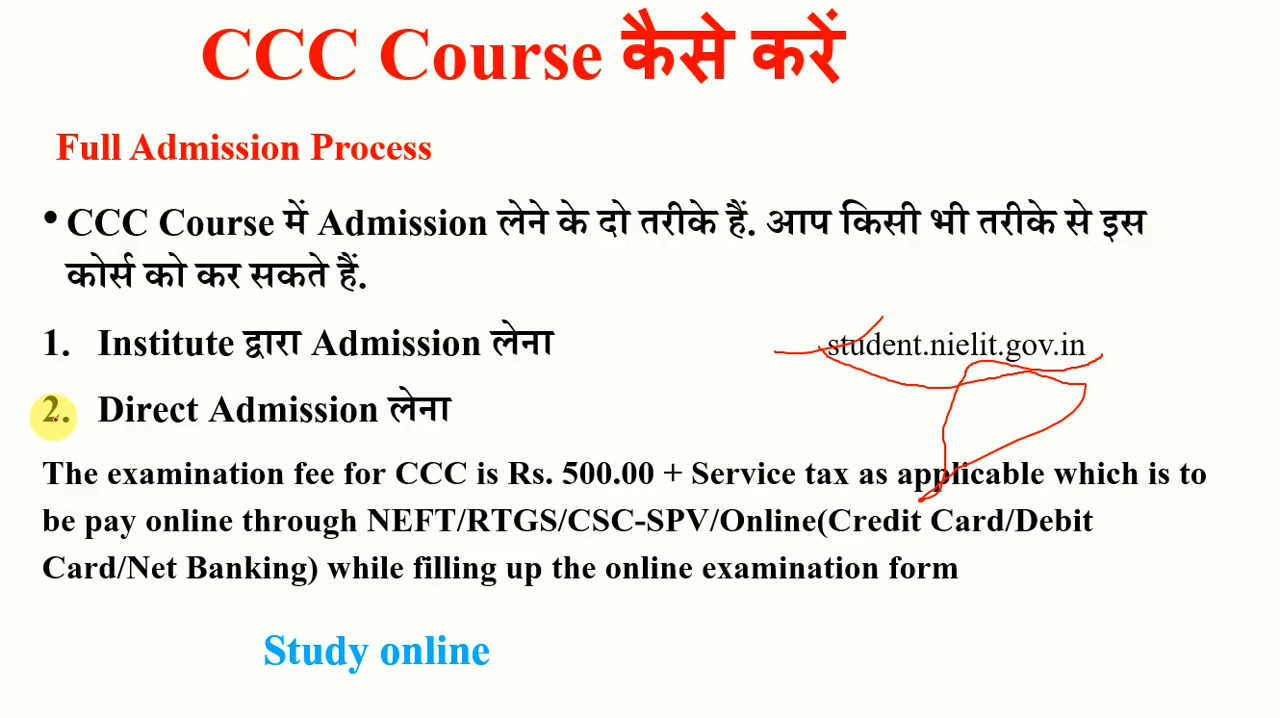 CCC Course कैसे करें
Full Admission Process
• CCC Course में Admission लेने के दो तरीके हैं. आप किसी भी तरीके से इस
कोर्स को कर सकते हैं.
1. Institute द्वारा Admission लेना
student.nielit.gov.in
2. Direct Admission लेना
The examination fee for CCC is Rs. 500.00 + Service tax as applicable which is to
be pay online through NEFT/RTGS/CSC-SPV/Online(Credit Card/Debit
Card/Net Banking) while filling up the online examination form
Study online